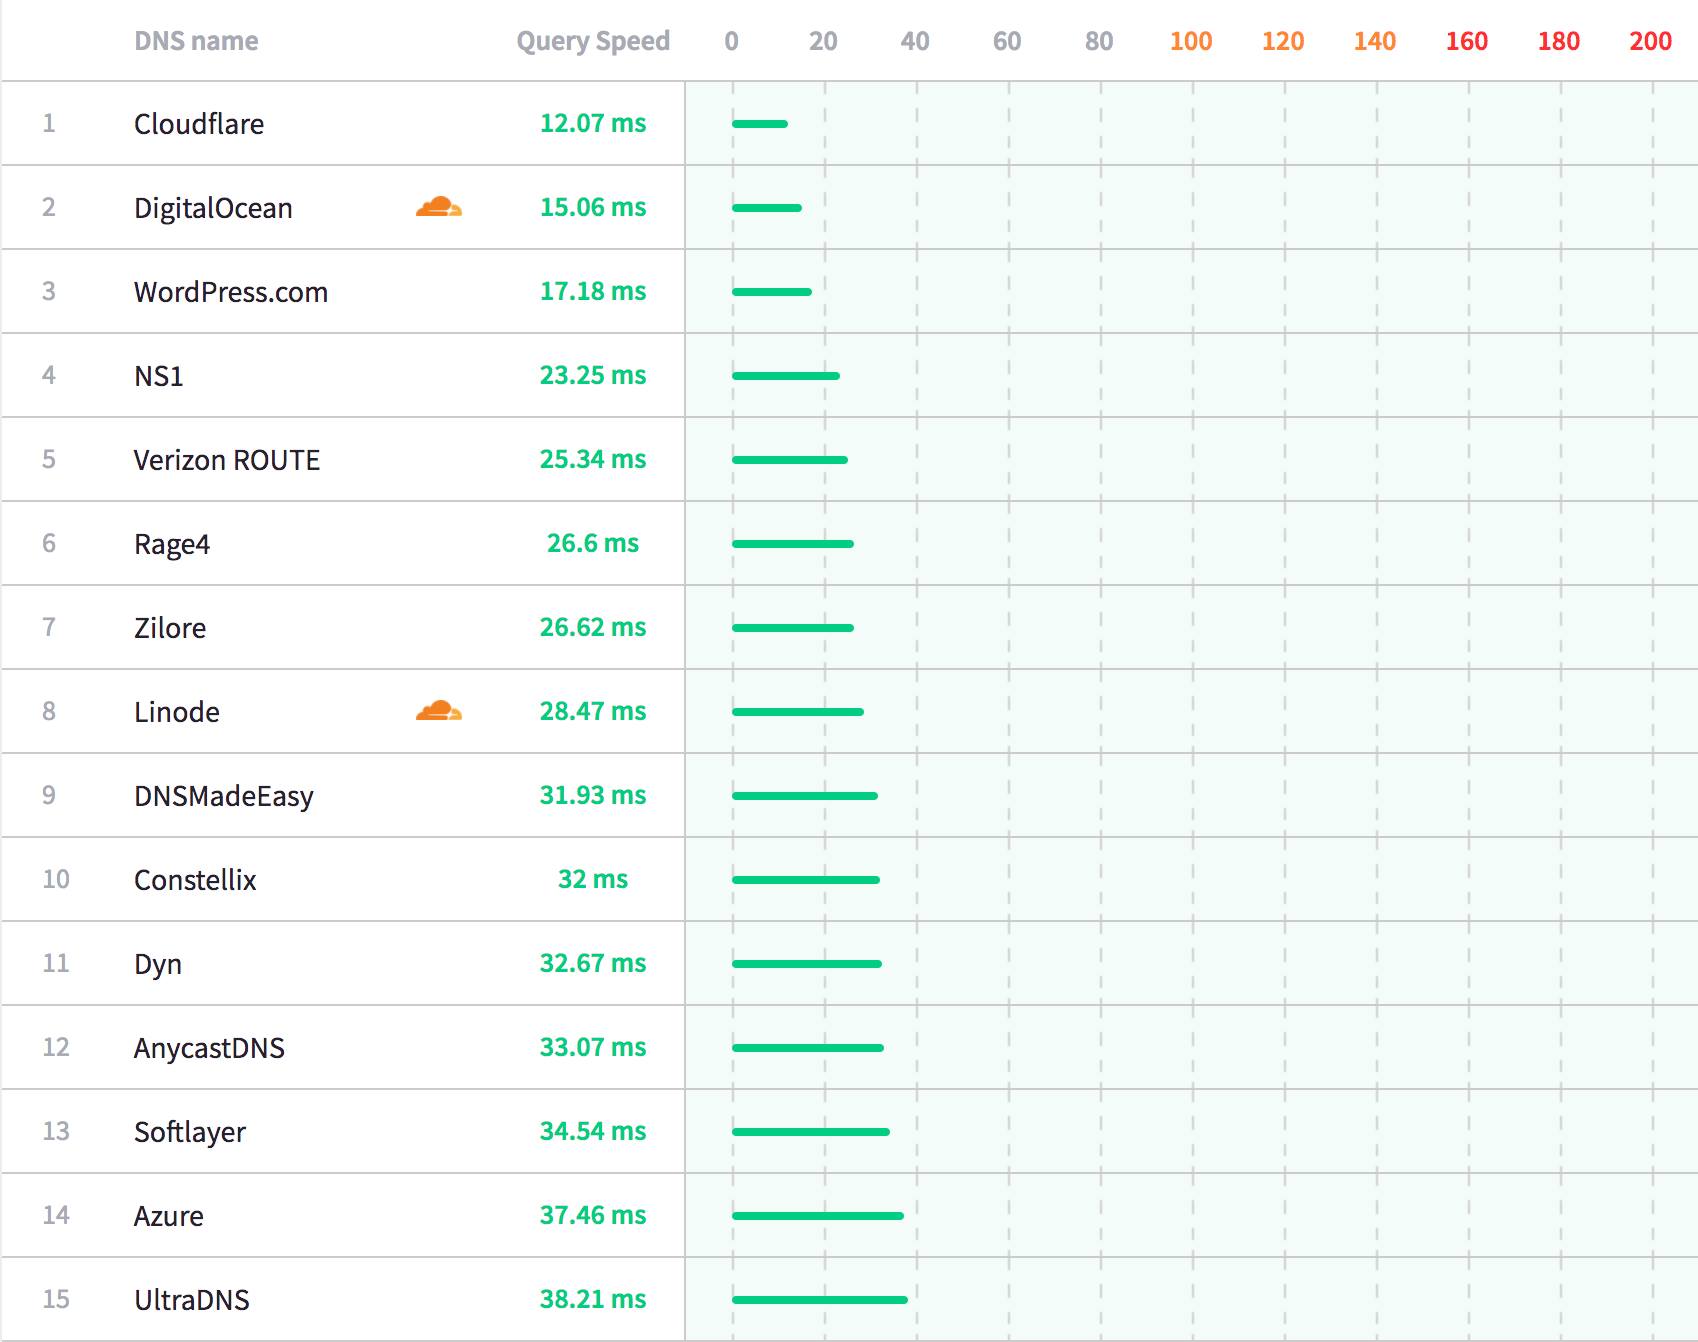 DNS name Query Speed 0 20 40 60 80 100 120 140 160 180 200
1 Cloudflare 12.07 ms
2 DigitalOcean 15.06 ms
3 WordPress.com 17.18 ms
4 NS1 23.25 ms
5 Verizon ROUTE 25.34 ms
6 Rage4 26.6 ms
7 Zilore 26.62 ms
8 Linode 28.47 ms
9 DNSMadeEasy 31.93 ms
10 Constellix 32 ms
11 Dyn 32.67 ms
12 AnycastDNS 33.07 ms
13 Softlayer 34.54 ms
14 Azure 37.46 ms
15 UltraDNS 38.21 ms